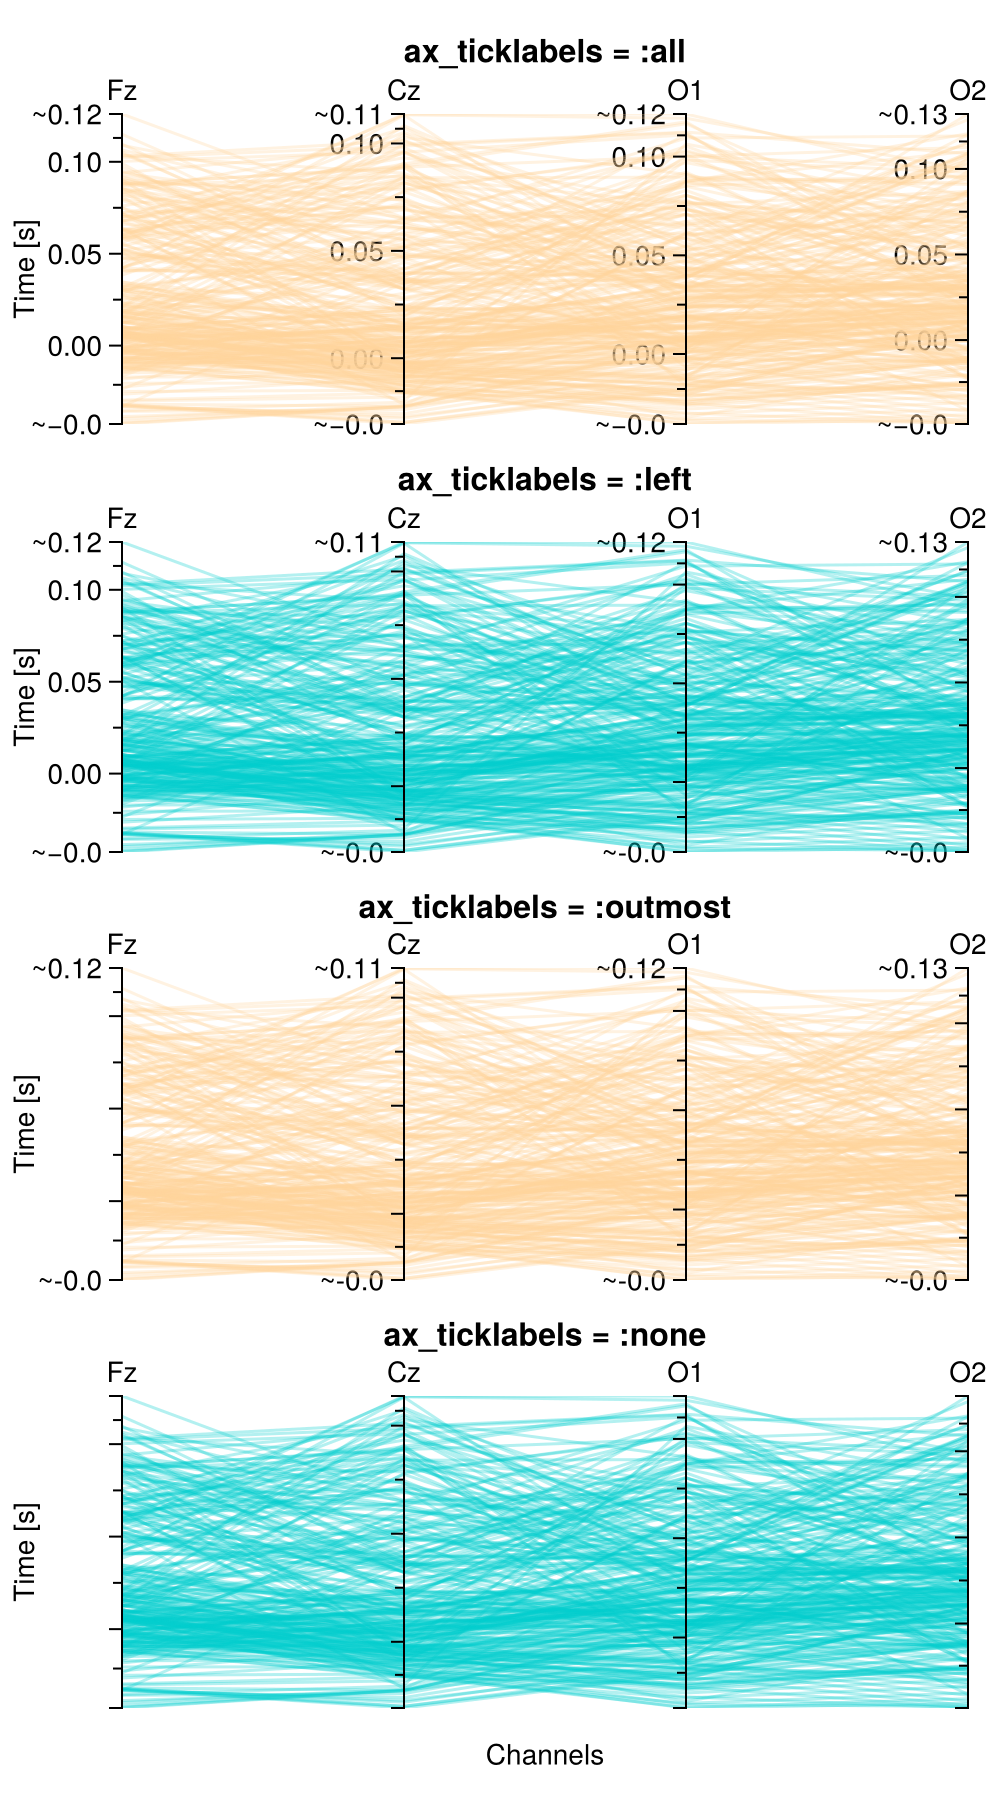 ax_ticklabels = :all
Fz Cz O1 O2
~0.12 ~0.11 ~0.12 ~0.13
0.10 0.10 0.10 0.10
0.05 0.05 0.05 0.05
0.00 0.00 0.00 0.00
~−0.0 ~−0.0 ~−0.0 ~−0.0
Time [s]
ax_ticklabels = :left
Fz Cz O1 O2
~0.12 ~0.11 ~0.12 ~0.13
0.10
0.05
0.00
~−0.0 ~-0.0 ~-0.0 ~-0.0
Time [s]
ax_ticklabels = :outmost
Fz Cz O1 O2
~0.12 ~0.11 ~0.12 ~0.13
~-0.0 ~-0.0 ~-0.0 ~-0.0
Time [s]
ax_ticklabels = :none
Fz Cz O1 O2
Time [s]
Channels